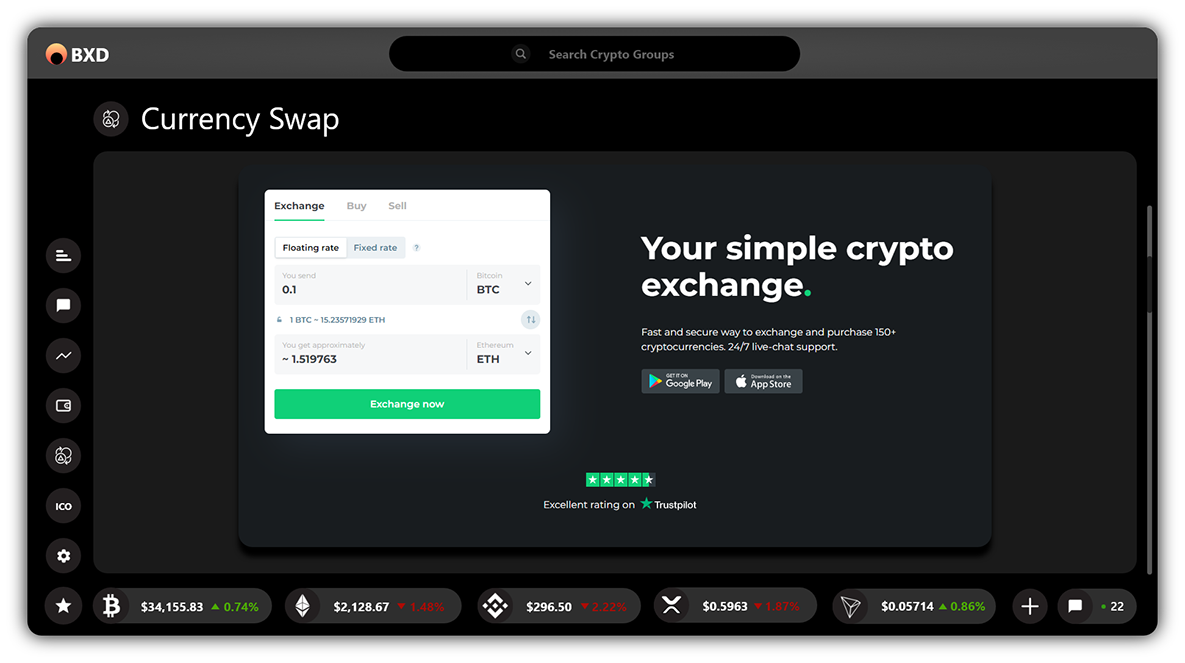 BXD
Search Crypto Groups
Currency Swap
Exchange Buy Sell
Floating rate Fixed rate ?
You send
0.1
Bitcoin
BTC
1 BTC ~ 15.23571929 ETH
You get approximately
~ 1.519763
Ethereum
ETH
Exchange now
Your simple crypto
exchange.
Fast and secure way to exchange and purchase 150+
cryptocurrencies. 24/7 live-chat support.
GET IT ON
Google Play
Download on the
App Store
Excellent rating on Trustpilot
ICO
$34,155.83 0.74%
$2,128.67 1.48%
$296.50 2.22%
$0.5963 1.87%
$0.05714 0.86%
22